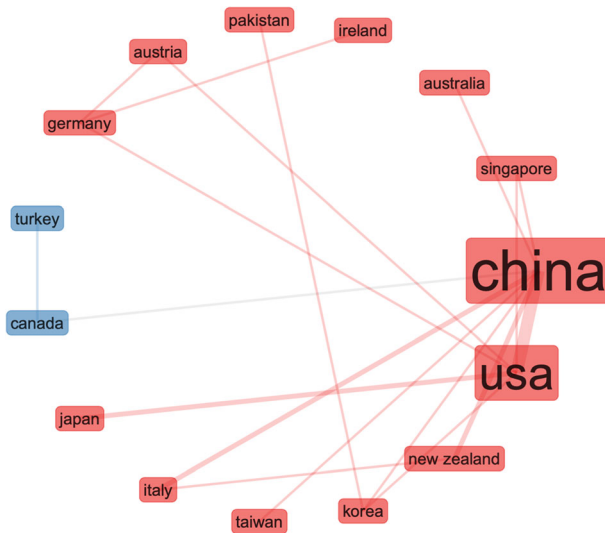 pakistan
ireland
austria
australia
germany
singapore
turkey
china
canada
usa
japan
new zealand
italy
korea
taiwan